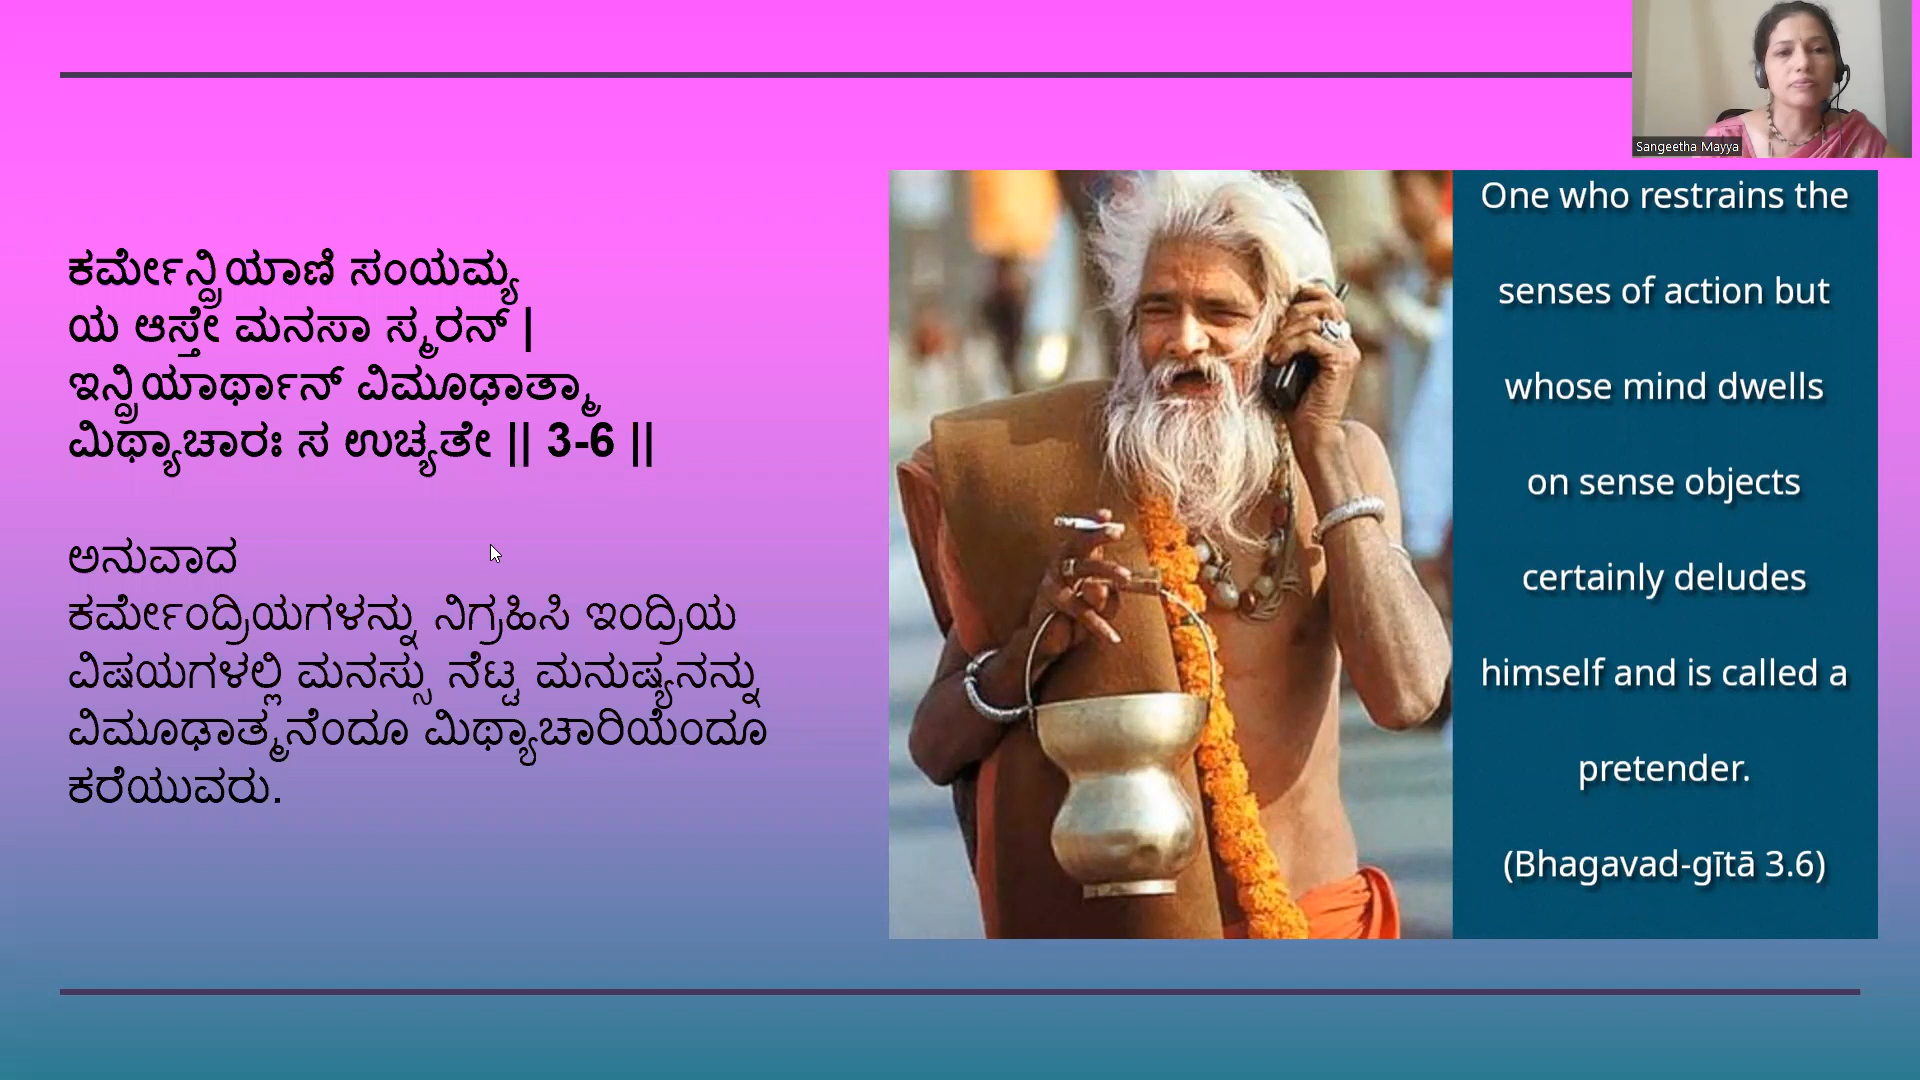 ಕರ್ಮೇನ್ದ್ರಿಯಾಣಿ ಸಂಯಮ್ಯ
ಯ ಆಸ್ತೇ ಮನಸಾ ಸ್ಮರನ್ |
ಇನ್ದ್ರಿಯಾರ್ಥಾನ್ ವಿಮೂಢಾತ್ಮಾ
ಮಿಥ್ಯಾಚಾರಃ ಸ ಉಚ್ಯತೇ || 3-6 ||
ಅನುವಾದ
ಕರ್ಮೇಂದ್ರಿಯಗಳನ್ನು ನಿಗ್ರಹಿಸಿ ಇಂದ್ರಿಯ
ವಿಷಯಗಳಲ್ಲಿ ಮನಸ್ಸು ನೆಟ್ಟ ಮನುಷ್ಯನನ್ನು
ವಿಮೂಢಾತ್ಮನೆಂದೂ ಮಿಥ್ಯಾಚಾರಿಯೆಂದೂ
ಕರೆಯುವರು.
One who restrains the
senses of action but
whose mind dwells
on sense objects
certainly deludes
himself and is called a
pretender.
(Bhagavad-gītā 3.6)
Sangeetha Mayya